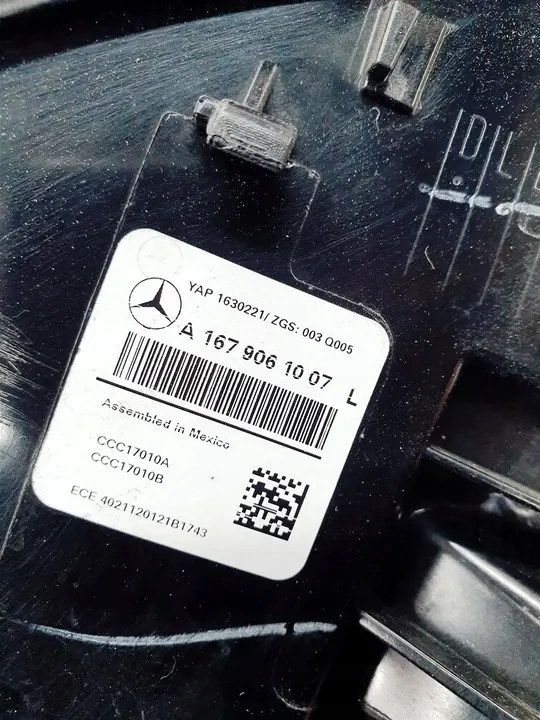 YAP 1630221/ ZGS: 003 Q005
A 167 906 10 07 L
Assembled in Mexico
CCC17010A
CCC17010B
ECE 4021120121B1743